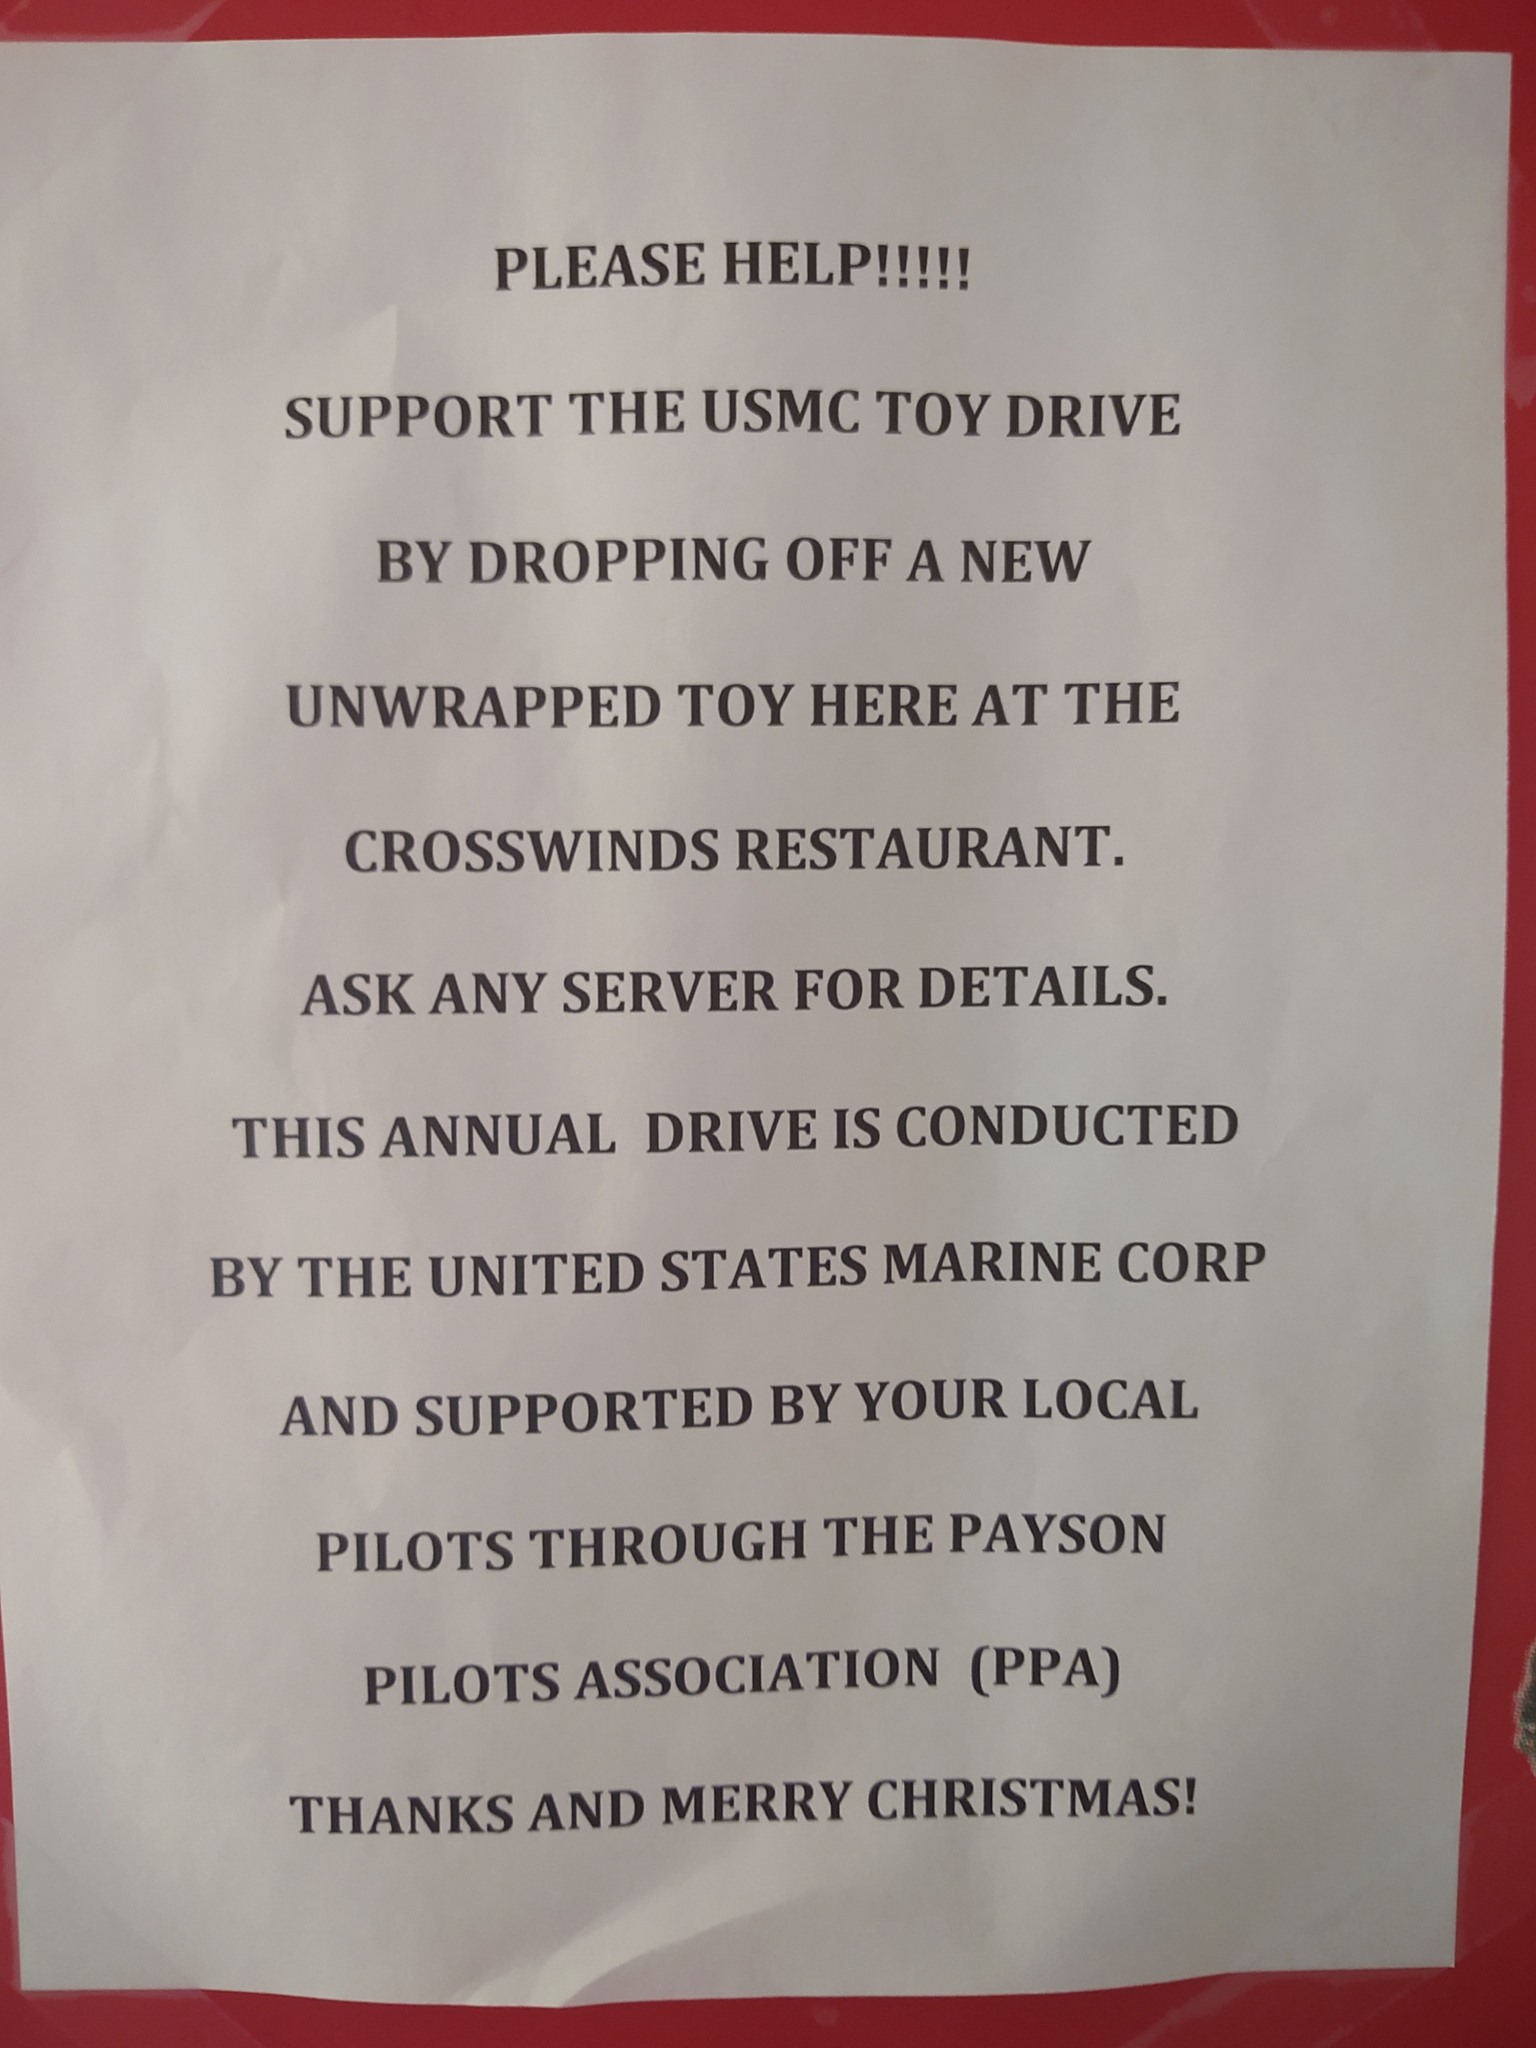 PLEASE HELP!!!!!
SUPPORT THE USMC TOY DRIVE
BY DROPPING OFF A NEW
UNWRAPPED TOY HERE AT THE
CROSSWINDS RESTAURANT.
ASK ANY SERVER FOR DETAILS.
THIS ANNUAL  DRIVE IS CONDUCTED
BY THE UNITED STATES MARINE CORP
AND SUPPORTED BY YOUR LOCAL
PILOTS THROUGH THE PAYSON
PILOTS ASSOCIATION  (PPA)
THANKS AND MERRY CHRISTMAS!